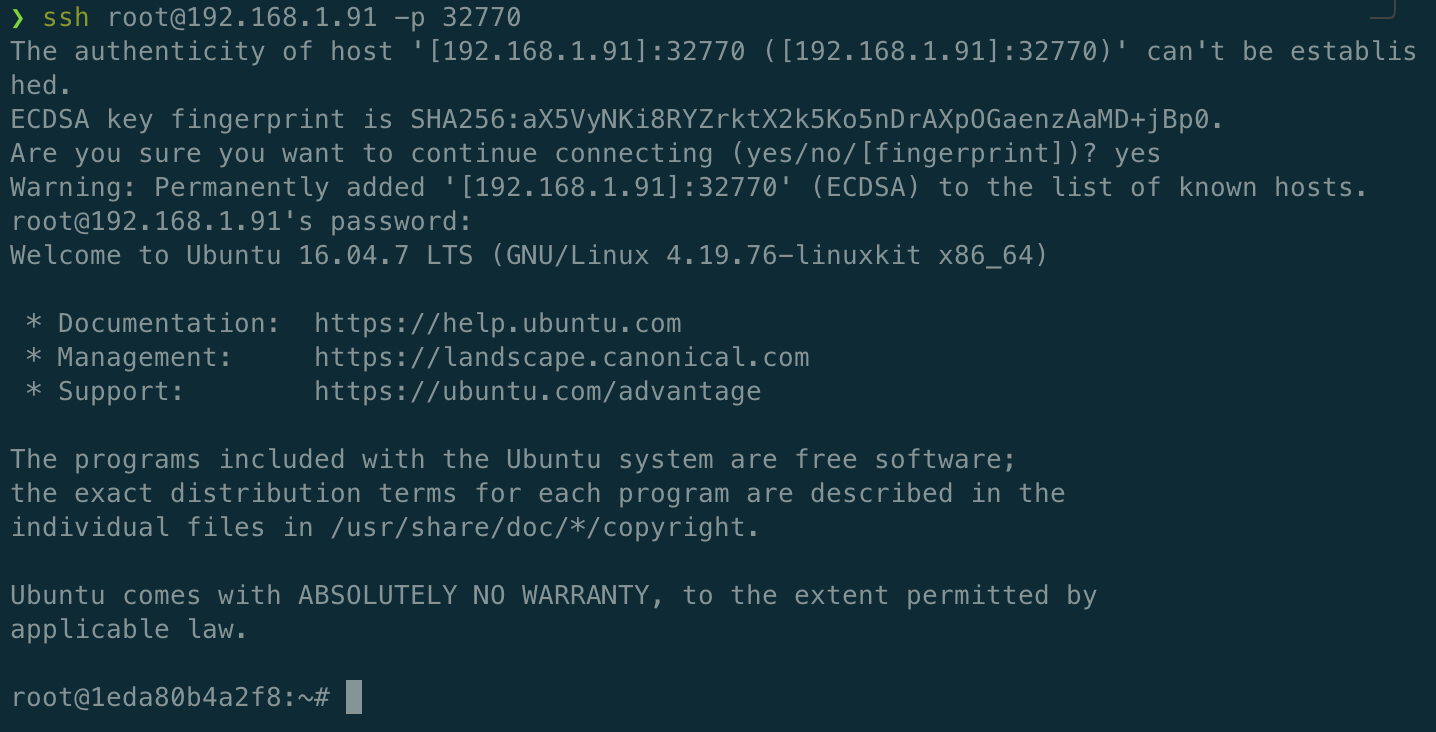 ❯ ssh root@192.168.1.91 -p 32770
The authenticity of host '[192.168.1.91]:32770 ([192.168.1.91]:32770)' can't be establis
hed.
ECDSA key fingerprint is SHA256:aX5VyNKi8RYZrktX2k5Ko5nDrAXpOGaenzAaMD+jBp0.
Are you sure you want to continue connecting (yes/no/[fingerprint])? yes
Warning: Permanently added '[192.168.1.91]:32770' (ECDSA) to the list of known hosts.
root@192.168.1.91's password:
Welcome to Ubuntu 16.04.7 LTS (GNU/Linux 4.19.76-linuxkit x86_64)

 * Documentation:  https://help.ubuntu.com
 * Management:     https://landscape.canonical.com
 * Support:        https://ubuntu.com/advantage

The programs included with the Ubuntu system are free software;
the exact distribution terms for each program are described in the
individual files in /usr/share/doc/*/copyright.

Ubuntu comes with ABSOLUTELY NO WARRANTY, to the extent permitted by
applicable law.

root@1eda80b4a2f8:~#